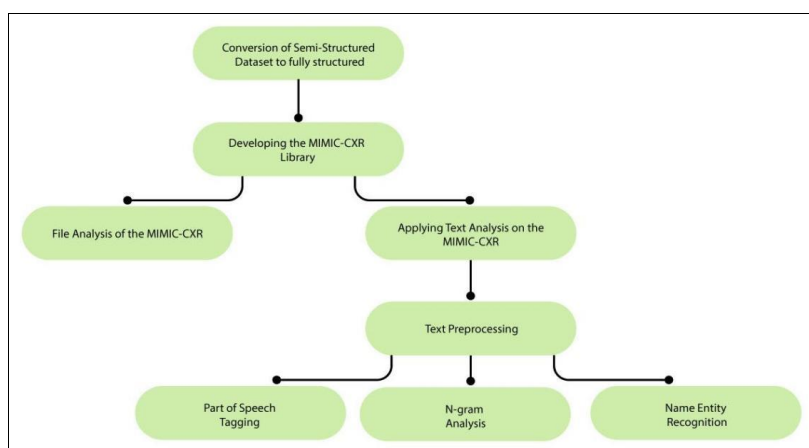 Conversion of Semi-Structured
Dataset to fully structured
Developing the MIMIC-CXR
Library
File Analysis of the MIMIC-CXR
Applying Text Analysis on the
MIMIC-CXR
Text Preprocessing
Part of Speech
Tagging
N-gram
Analysis
Name Entity
Recognition